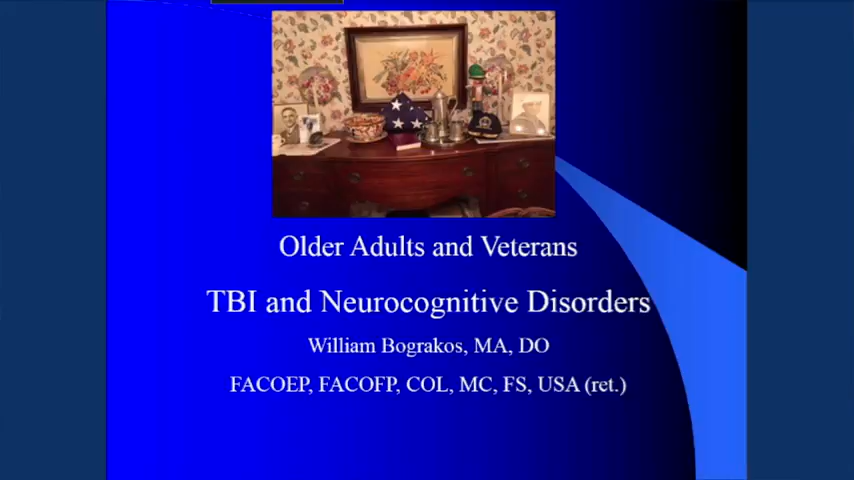 Older Adults and Veterans
TBI and Neurocognitive Disorders
William Bograkos, MA, DO
FACOEP, FACOFP, COL, MC, FS, USA (ret.)